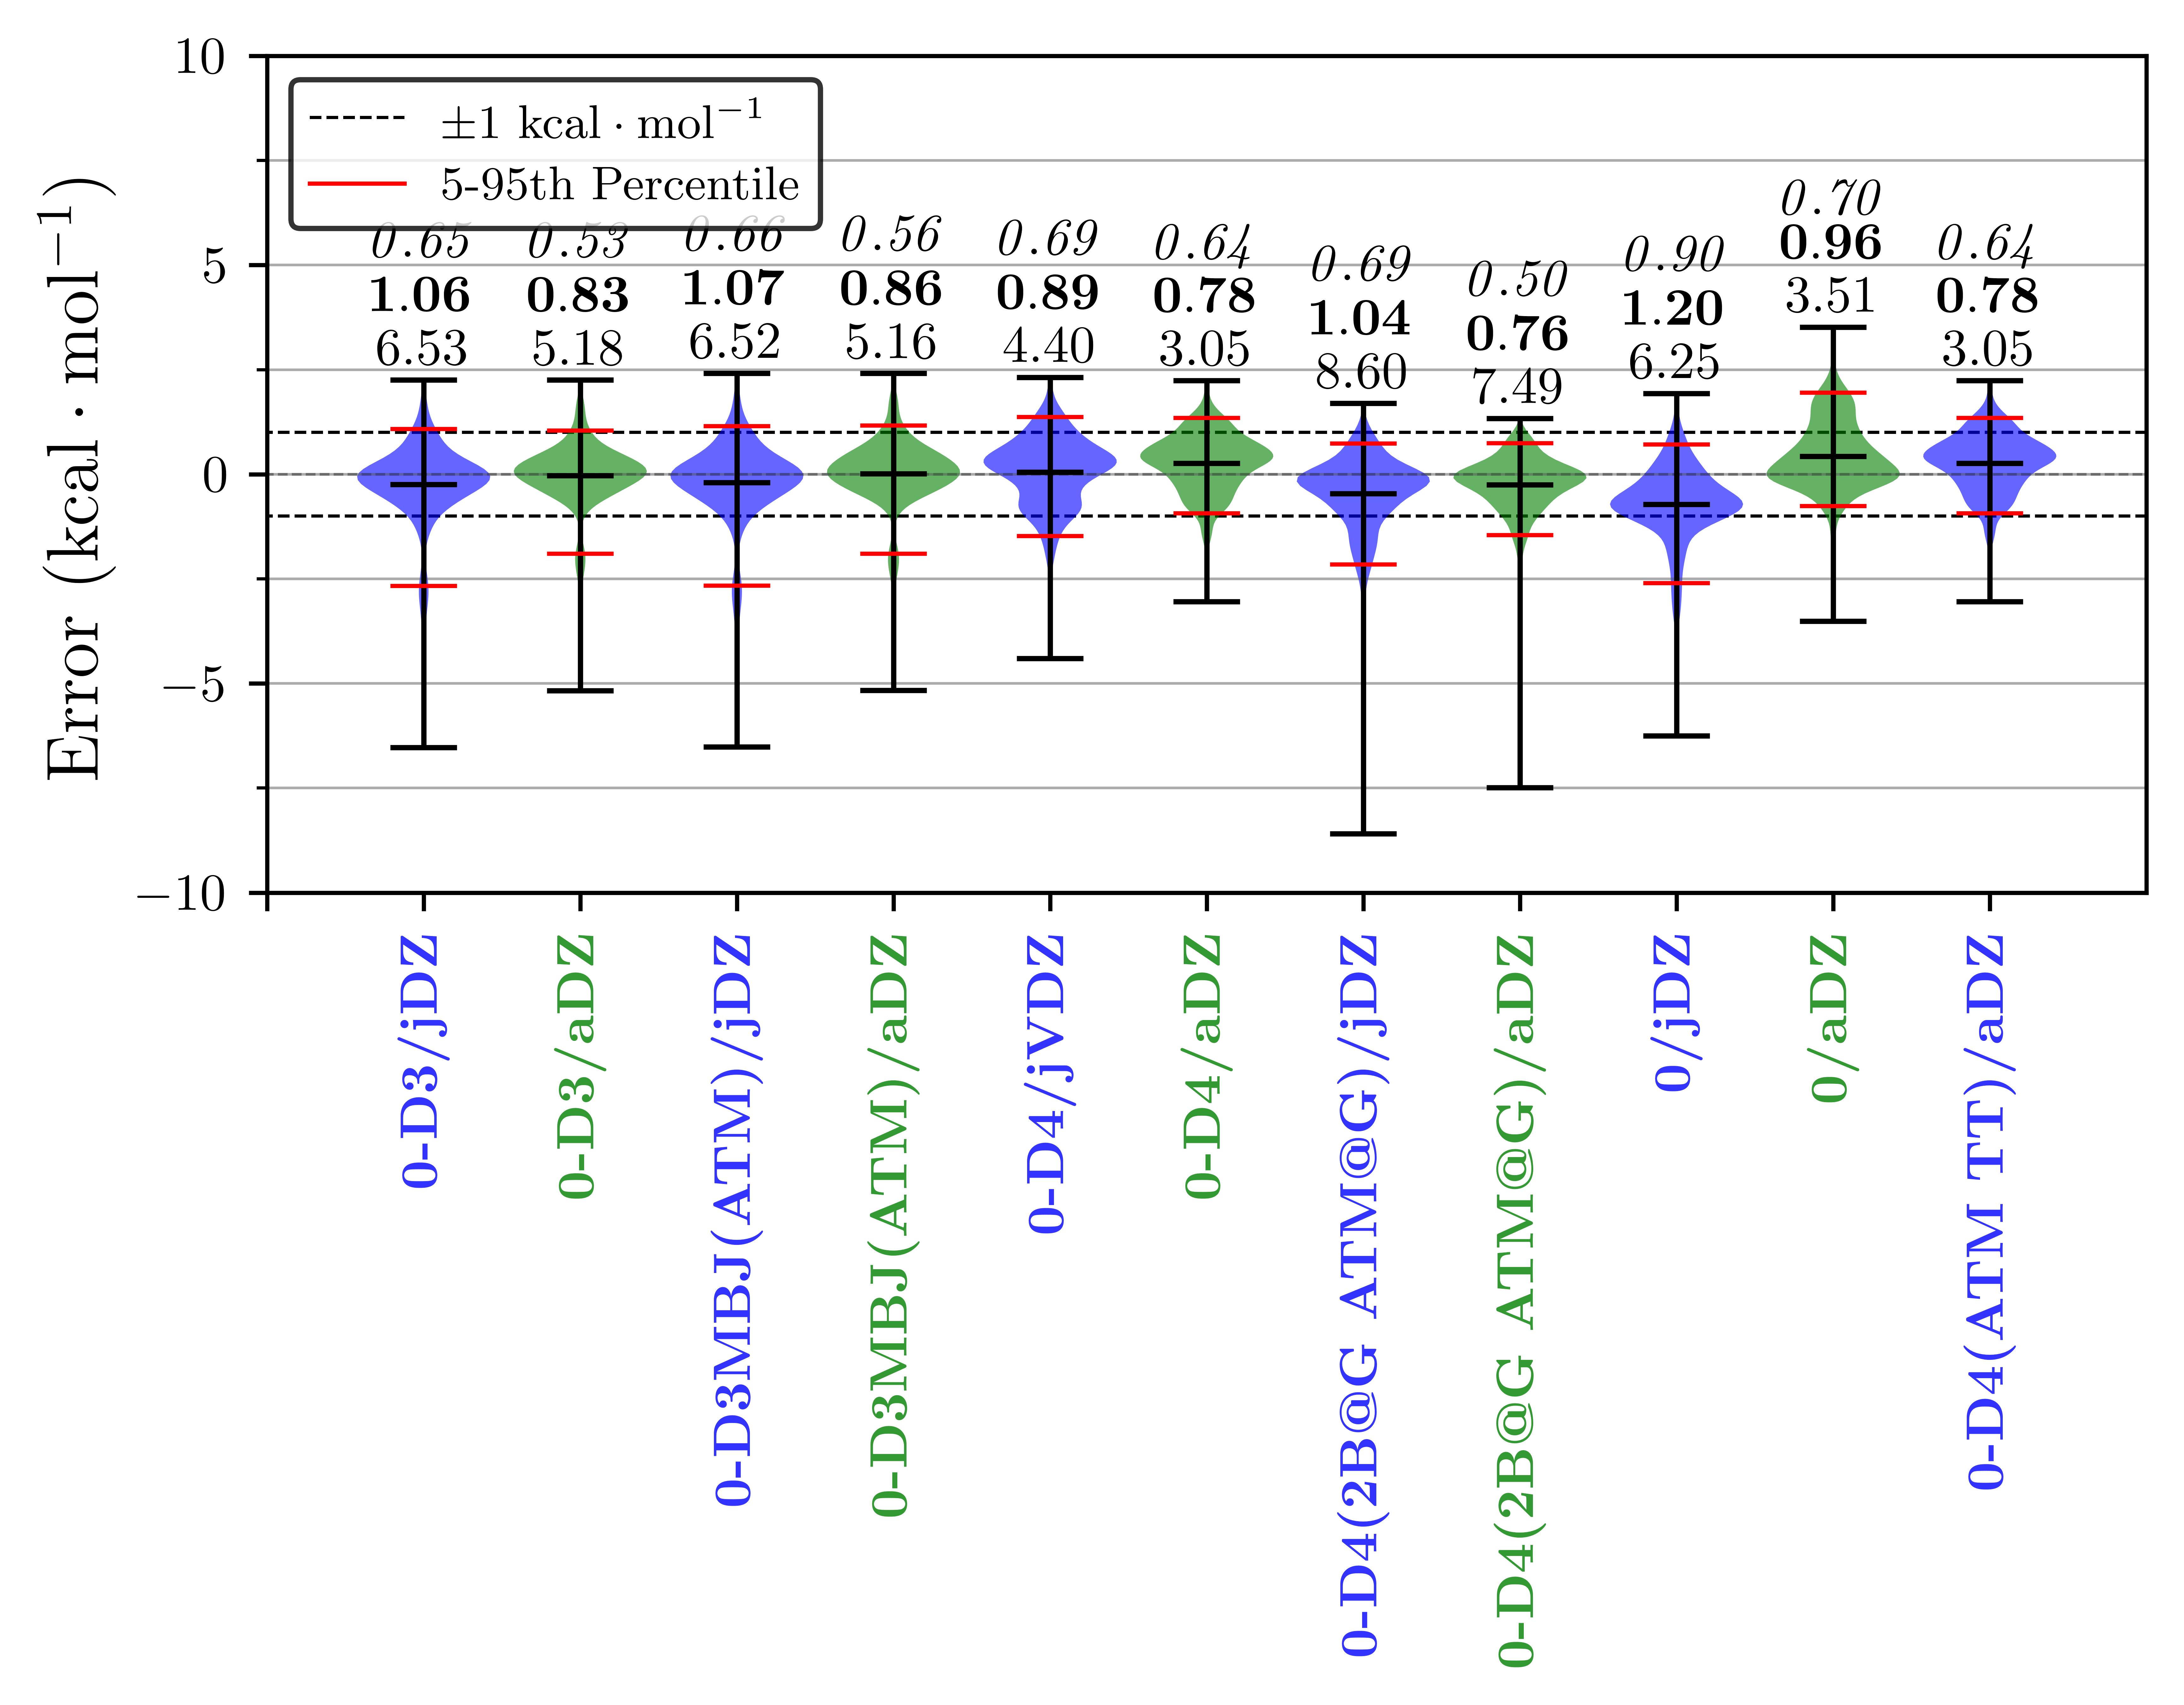 10
5
0
−5
−10
Error (kcal · mol⁻¹)
±1 kcal · mol⁻¹
5-95th Percentile
0.65
1.06
6.53
0.53
0.83
5.18
0.66
1.07
6.52
0.56
0.86
5.16
0.69
0.89
4.40
0.64
0.78
3.05
0.69
1.04
8.60
0.50
0.76
7.49
0.90
1.20
6.25
0.70
0.96
3.51
0.64
0.78
3.05
0-D3/jDZ
0-D3/aDZ
0-D3MBJ(ATM)/jDZ
0-D3MBJ(ATM)/aDZ
0-D4/jVDZ
0-D4/aDZ
0-D4(2B@G ATM@G)/jDZ
0-D4(2B@G ATM@G)/aDZ
0/jDZ
0/aDZ
0-D4(ATM TT)/aDZ